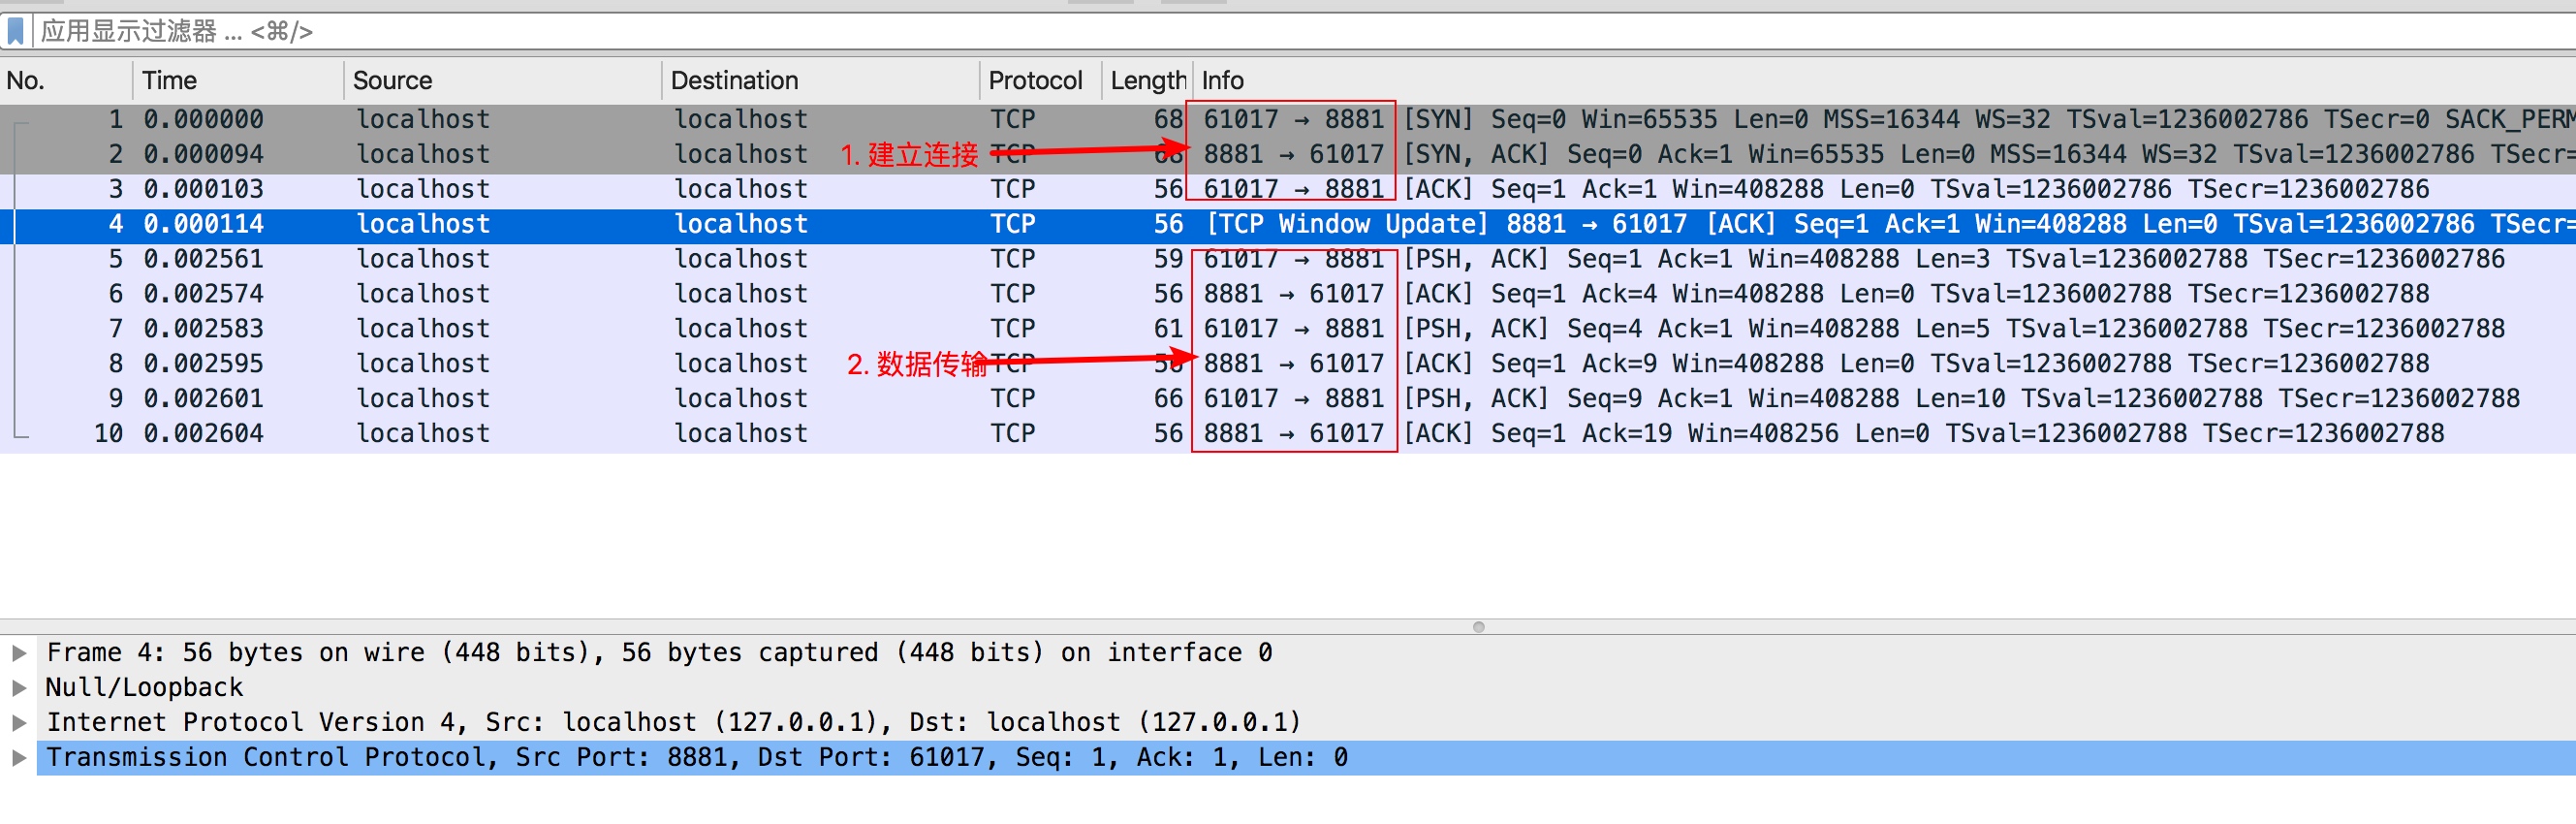 应用显示过滤器 … <⌘/>
No. Time Source Destination Protocol Length Info
1 0.000000 localhost localhost TCP 68 61017 → 8881 [SYN] Seq=0 Win=65535 Len=0 MSS=16344 WS=32 TSval=1236002786 TSecr=0 SACK_PERM
2 0.000094 localhost localhost TCP 68 8881 → 61017 [SYN, ACK] Seq=0 Ack=1 Win=65535 Len=0 MSS=16344 WS=32 TSval=1236002786 TSecr=
1. 建立连接
3 0.000103 localhost localhost TCP 56 61017 → 8881 [ACK] Seq=1 Ack=1 Win=408288 Len=0 TSval=1236002786 TSecr=1236002786
4 0.000114 localhost localhost TCP 56 [TCP Window Update] 8881 → 61017 [ACK] Seq=1 Ack=1 Win=408288 Len=0 TSval=1236002786 TSecr=
5 0.002561 localhost localhost TCP 59 61017 → 8881 [PSH, ACK] Seq=1 Ack=1 Win=408288 Len=3 TSval=1236002788 TSecr=1236002786
6 0.002574 localhost localhost TCP 56 8881 → 61017 [ACK] Seq=1 Ack=4 Win=408288 Len=0 TSval=1236002788 TSecr=1236002788
7 0.002583 localhost localhost TCP 61 61017 → 8881 [PSH, ACK] Seq=4 Ack=1 Win=408288 Len=5 TSval=1236002788 TSecr=1236002788
8 0.002595 localhost localhost TCP 56 8881 → 61017 [ACK] Seq=1 Ack=9 Win=408288 Len=0 TSval=1236002788 TSecr=1236002788
2. 数据传输
9 0.002601 localhost localhost TCP 66 61017 → 8881 [PSH, ACK] Seq=9 Ack=1 Win=408288 Len=10 TSval=1236002788 TSecr=1236002788
10 0.002604 localhost localhost TCP 56 8881 → 61017 [ACK] Seq=1 Ack=19 Win=408256 Len=0 TSval=1236002788 TSecr=1236002788
Frame 4: 56 bytes on wire (448 bits), 56 bytes captured (448 bits) on interface 0
Null/Loopback
Internet Protocol Version 4, Src: localhost (127.0.0.1), Dst: localhost (127.0.0.1)
Transmission Control Protocol, Src Port: 8881, Dst Port: 61017, Seq: 1, Ack: 1, Len: 0